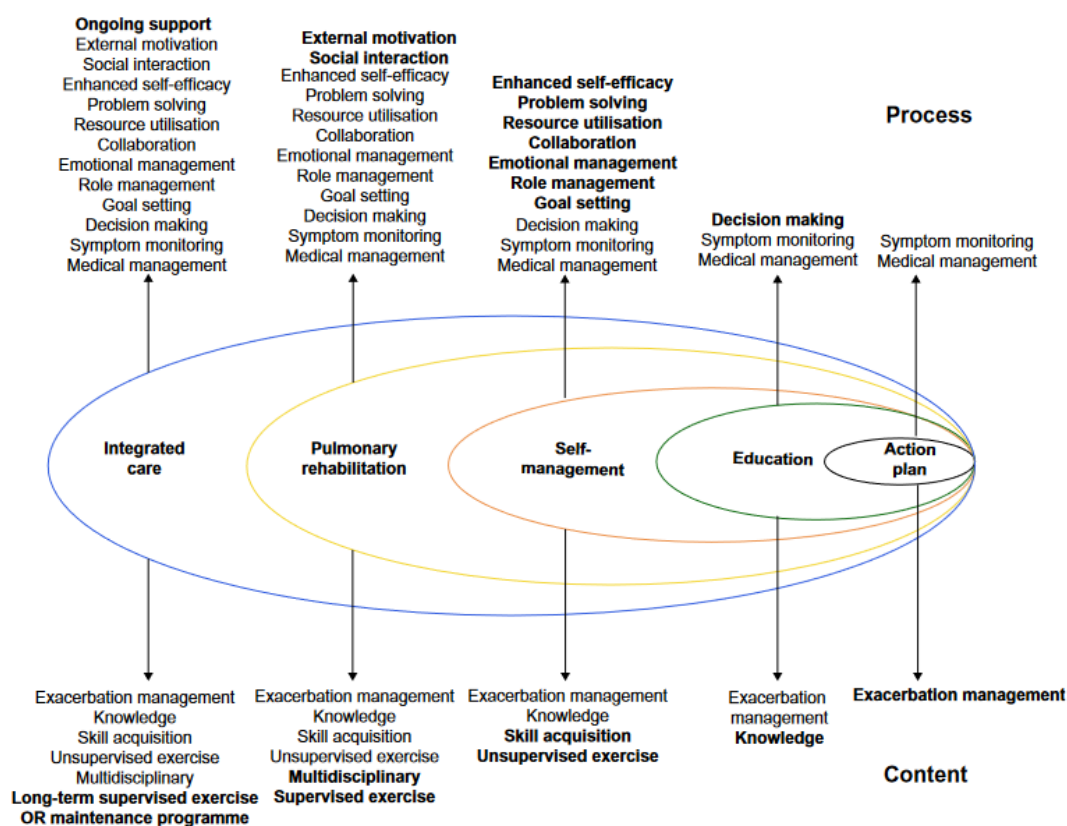 Ongoing support
External motivation
Social interaction
Enhanced self-efficacy
Problem solving
Resource utilisation
Collaboration
Emotional management
Role management
Goal setting
Decision making
Symptom monitoring
Medical management
External motivation
Social interaction
Enhanced self-efficacy
Problem solving
Resource utilisation
Collaboration
Emotional management
Role management
Goal setting
Decision making
Symptom monitoring
Medical management
Enhanced self-efficacy
Problem solving
Resource utilisation
Collaboration
Emotional management
Role management
Goal setting
Decision making
Symptom monitoring
Medical management
Process
Decision making
Symptom monitoring
Medical management
Symptom monitoring
Medical management
Integrated
care
Pulmonary
rehabilitation
Self-
management
Education
Action
plan
Exacerbation management
Knowledge
Skill acquisition
Unsupervised exercise
Multidisciplinary
Long-term supervised exercise
OR maintenance programme
Exacerbation management
Knowledge
Skill acquisition
Unsupervised exercise
Multidisciplinary
Supervised exercise
Exacerbation management
Knowledge
Skill acquisition
Unsupervised exercise
Exacerbation
management
Knowledge
Exacerbation management
Content